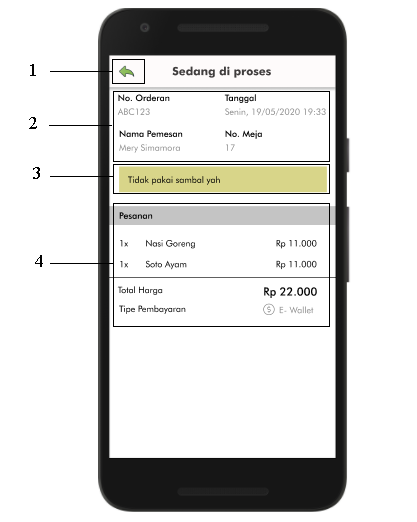 1
Sedang di proses
2
No. Orderan Tanggal
ABC123 Senin, 19/05/2020 19:33
Nama Pemesan No. Meja
Mery Simamora 17
3
Tidak pakai sambal yah
4
Pesanan
1x Nasi Goreng Rp 11.000
1x Soto Ayam Rp 11.000
Total Harga Rp 22.000
Tipe Pembayaran $ E- Wallet